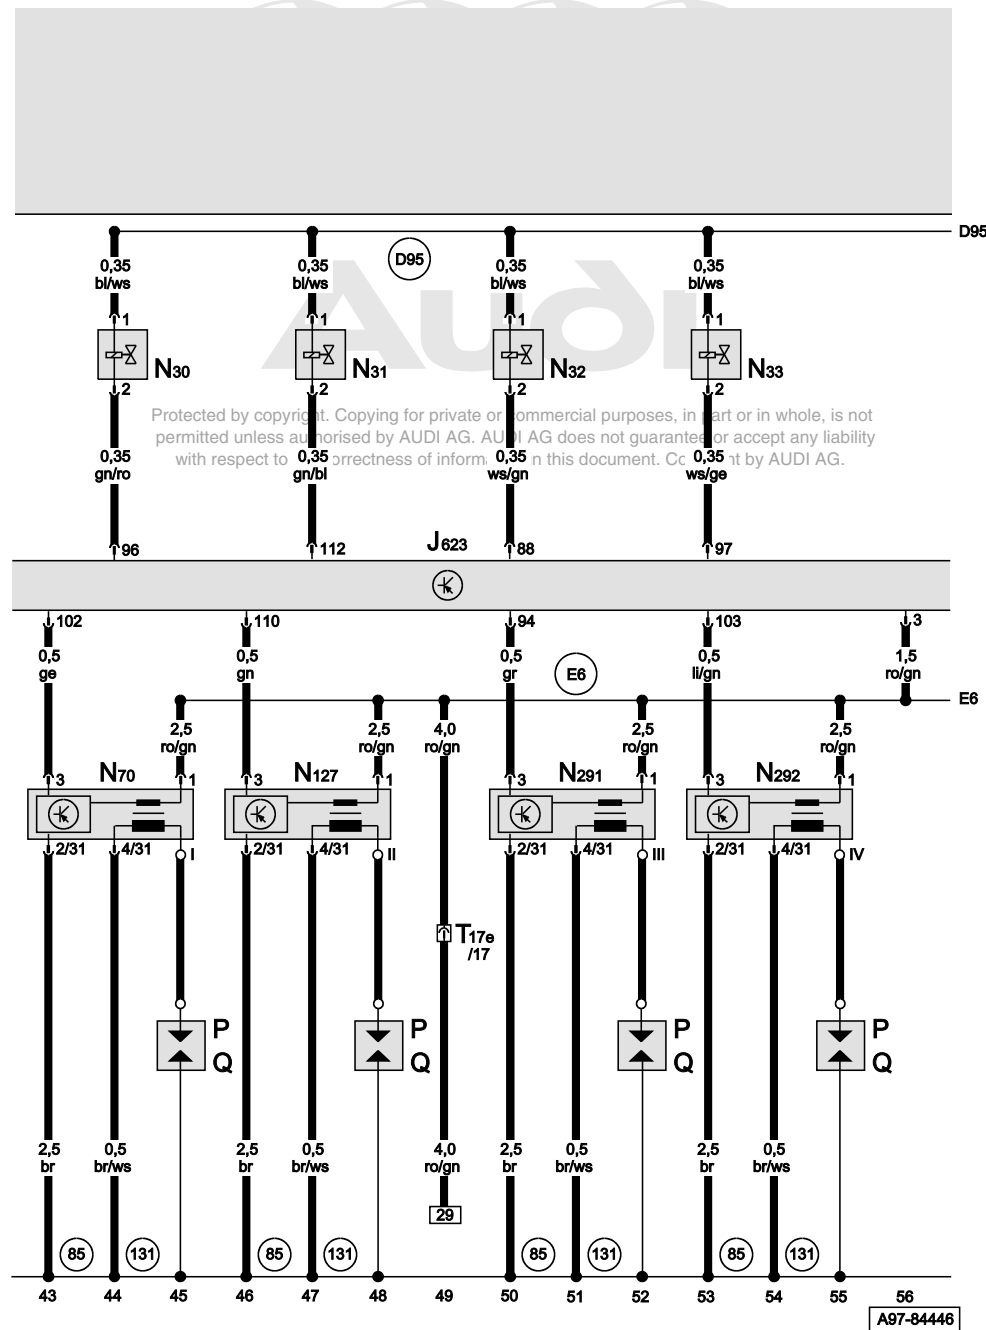 D95
D95
0,35 0,35 0,35 0,35
bl/ws bl/ws bl/ws bl/ws
Audi
1 1 1 1
N30 N31 N32 N33
2 2 2 2
Protected by copyright. Copying for private or commercial purposes, in part or in whole, is not
permitted unless authorised by AUDI AG. AUDI AG does not guarantee or accept any liability
with respect to correctness of inform n this document. by AUDI AG.
0,35 0,35 0,35 0,35
gn/ro gn/bl ws/gn ws/ge
J623
96 112 88 97
102 110 94 103 3
0,5 0,5 0,5 0,5 1,5
ge gn gr li/gn ro/gn
E6
E6
2,5 2,5 4,0 2,5 2,5
ro/gn ro/gn ro/gn ro/gn ro/gn
3 N70 1 3 N127 1 3 N291 1 3 N292 1
2/31 4/31 I 2/31 4/31 II 2/31 4/31 III 2/31 4/31 IV
T17e
/17
P P P P
Q Q Q Q
2,5 0,5 2,5 0,5 4,0 2,5 0,5 2,5 0,5
br br/ws br br/ws ro/gn br br/ws br br/ws
29
85 131 85 131 85 131 85 131
43 44 45 46 47 48 49 50 51 52 53 54 55 56
A97-84446